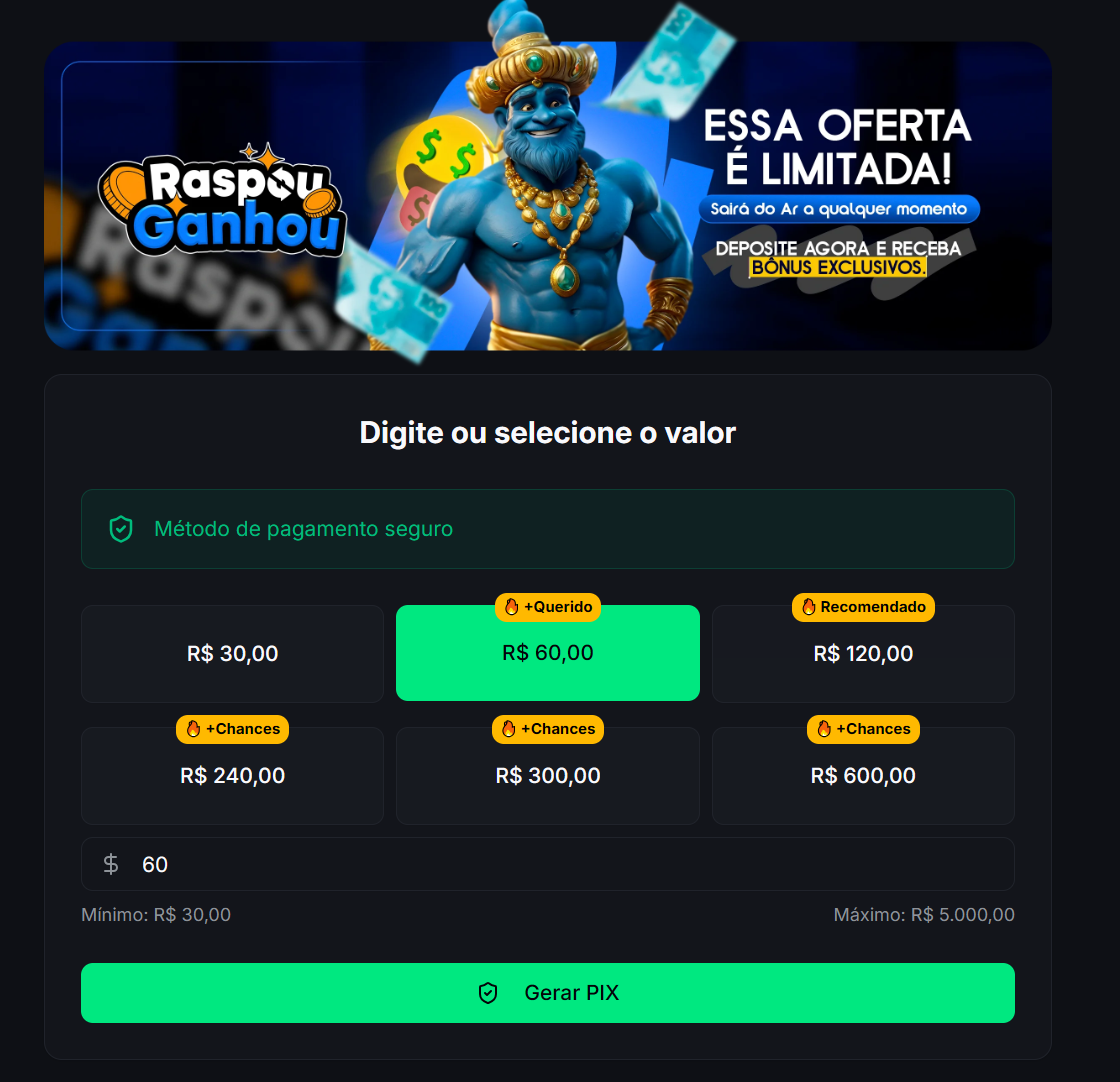 Raspou
Ganhou
ESSA OFERTA
É LIMITADA!
Sairá do Ar a qualquer momento
DEPOSITE AGORA E RECEBA
BÔNUS EXCLUSIVOS.
Digite ou selecione o valor
Método de pagamento seguro
+Querido
Recomendado
R$ 30,00
R$ 60,00
R$ 120,00
+Chances
+Chances
+Chances
R$ 240,00
R$ 300,00
R$ 600,00
$ 60
Mínimo: R$ 30,00
Máximo: R$ 5.000,00
Gerar PIX